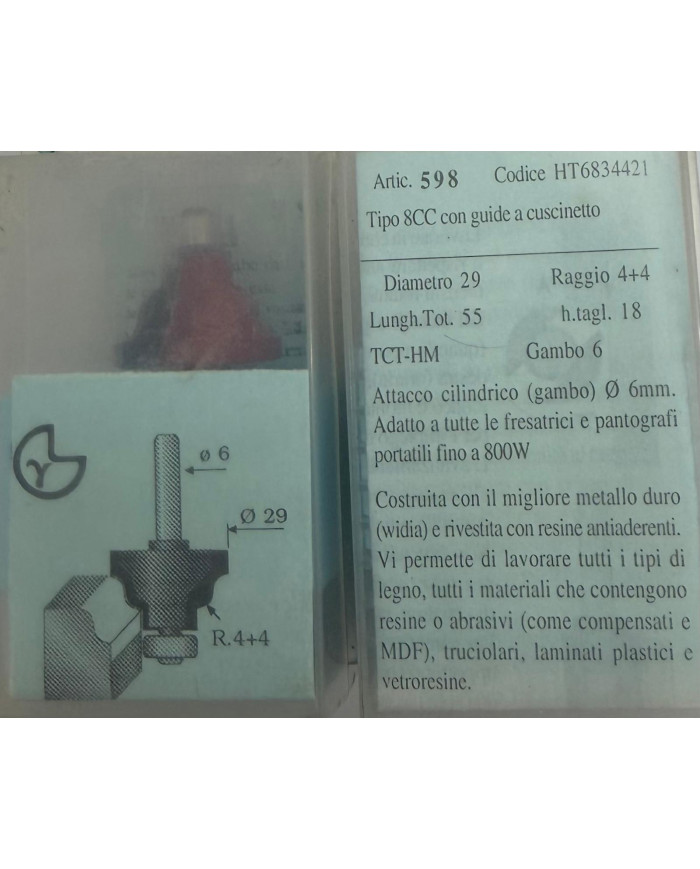 Artic. 598 Codice HT6834421
Tipo 8CC con guide a cuscinetto
Diametro 29 Raggio 4+4
Lungh.Tot. 55 h.tagl. 18
TCT-HM Gambo 6
Attacco cilindrico (gambo) Ø 6mm.
Adatto a tutte le fresatrici e pantografi
portatili fino a 800W
Costruita con il migliore metallo duro
(widia) e rivestita con resine antiaderenti.
Vi permette di lavorare tutti i tipi di
legno, tutti i materiali che contengono
resine o abrasivi (come compensati e
MDF), truciolari, laminati plastici e
vetroresine.
γ
ø 6
Ø 29
R.4+4